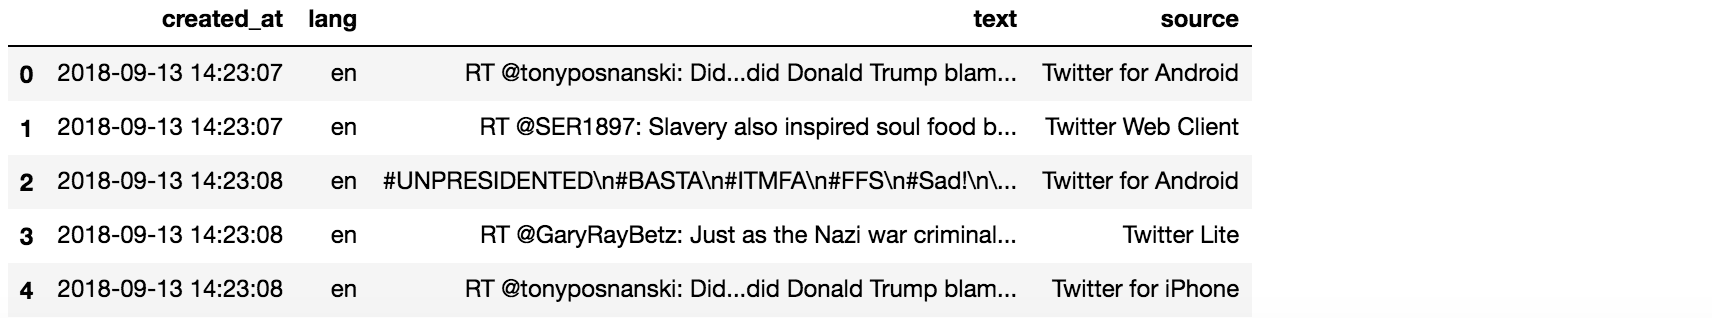 created_at lang text source
0 2018-09-13 14:23:07 en RT @tonyposnanski: Did...did Donald Trump blam... Twitter for Android
1 2018-09-13 14:23:07 en RT @SER1897: Slavery also inspired soul food b... Twitter Web Client
2 2018-09-13 14:23:08 en #UNPRESIDENTED\n#BASTA\n#ITMFA\n#FFS\n#Sad!\n\... Twitter for Android
3 2018-09-13 14:23:08 en RT @GaryRayBetz: Just as the Nazi war criminal... Twitter Lite
4 2018-09-13 14:23:08 en RT @tonyposnanski: Did...did Donald Trump blam... Twitter for iPhone